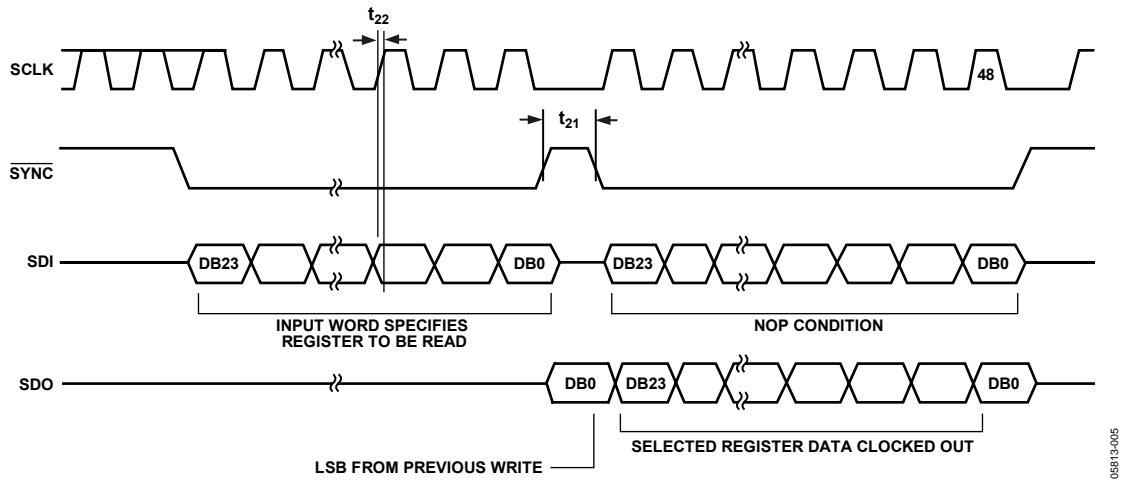 t22
SCLK
48
t21
SYNC
SDI
DB23
DB0
DB23
DB0
INPUT WORD SPECIFIES
REGISTER TO BE READ
NOP CONDITION
SDO
DB0
DB23
DB0
SELECTED REGISTER DATA CLOCKED OUT
LSB FROM PREVIOUS WRITE
05813-005